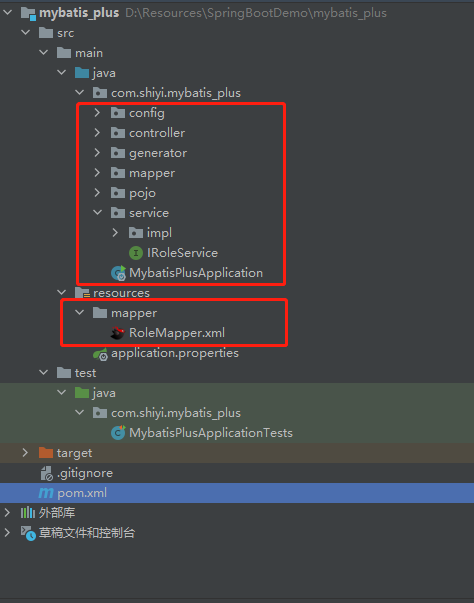 mybatis_plus D:\Resources\SpringBootDemo\mybatis_plus
src
main
java
com.shiyi.mybatis_plus
config
controller
generator
mapper
pojo
service
impl
IRoleService
MybatisPlusApplication
resources
mapper
RoleMapper.xml
application.properties
test
java
com.shiyi.mybatis_plus
MybatisPlusApplicationTests
target
.gitignore
pom.xml
外部库
草稿文件和控制台